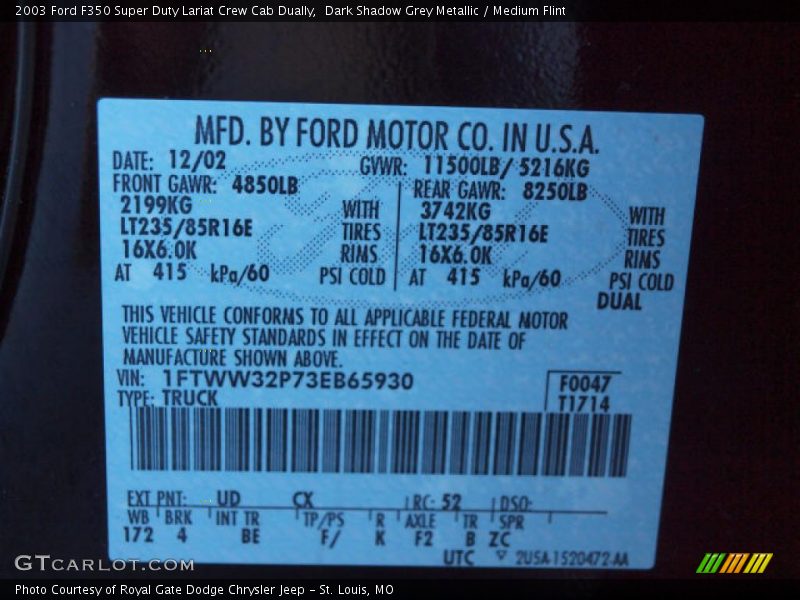 2003 Ford F350 Super Duty Lariat Crew Cab Dually,  Dark Shadow Grey Metallic / Medium Flint
MFD. BY FORD MOTOR CO. IN U.S.A.
DATE: 12/02 GVWR: 11500LB/ 5216KG
FRONT GAWR: 4850LB REAR GAWR: 8250LB
2199KG WITH 3742KG WITH
LT235/85R16E TIRES LT235/85R16E TIRES
16X6.0K RIMS 16X6.0K RIMS
AT 415 kPa/60 PSI COLD AT 415 kPa/60 PSI COLD
DUAL
THIS VEHICLE CONFORMS TO ALL APPLICABLE FEDERAL MOTOR
VEHICLE SAFETY STANDARDS IN EFFECT ON THE DATE OF
MANUFACTURE SHOWN ABOVE.
VIN: 1FTWW32P73EB65930 F0047
TYPE: TRUCK T1714
EXT PNT: UD CX RC: 52 DSO:
WB BRK INT TR TP/PS R AXLE TR SPR
172 4 BE F/ K F2 B ZC
UTC 2USA-1520472-AA
GTCARLOT.COM
Photo Courtesy of Royal Gate Dodge Chrysler Jeep - St. Louis, MO